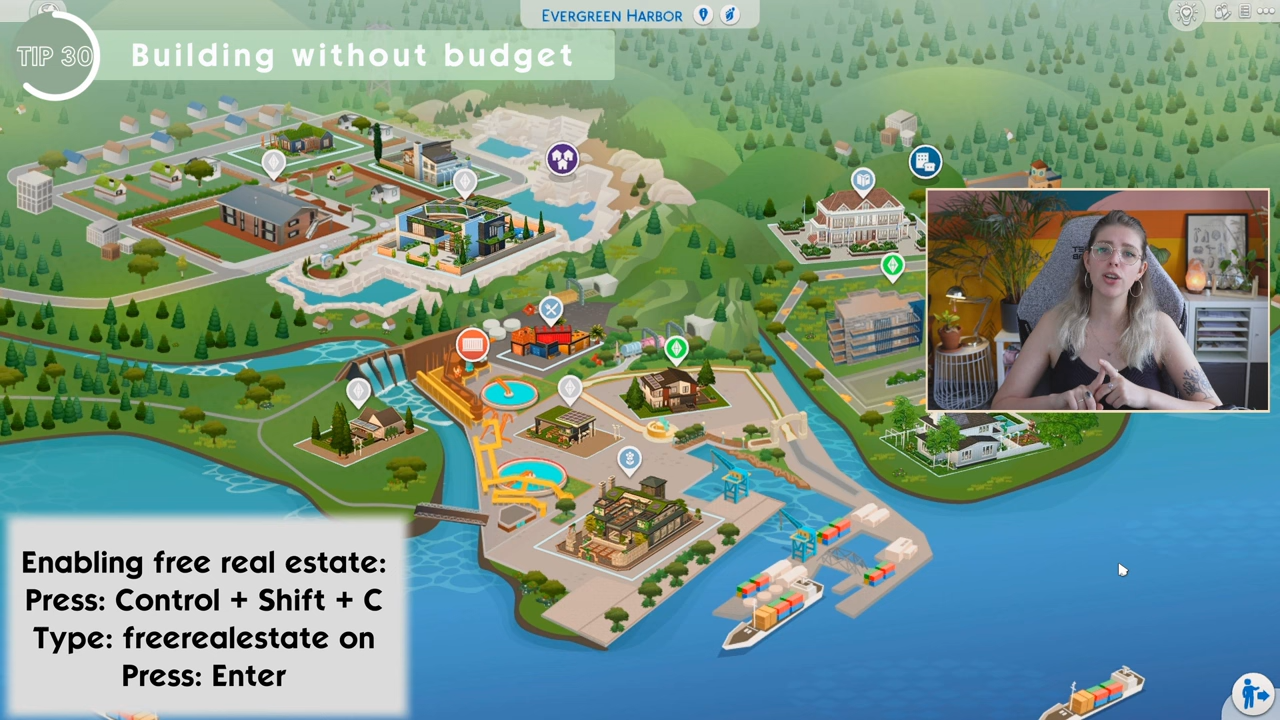 EVERGREEN HARBOR
TIP 30
Building without budget
Enabling free real estate:
Press: Control + Shift + C
Type: freerealestate on
Press: Enter